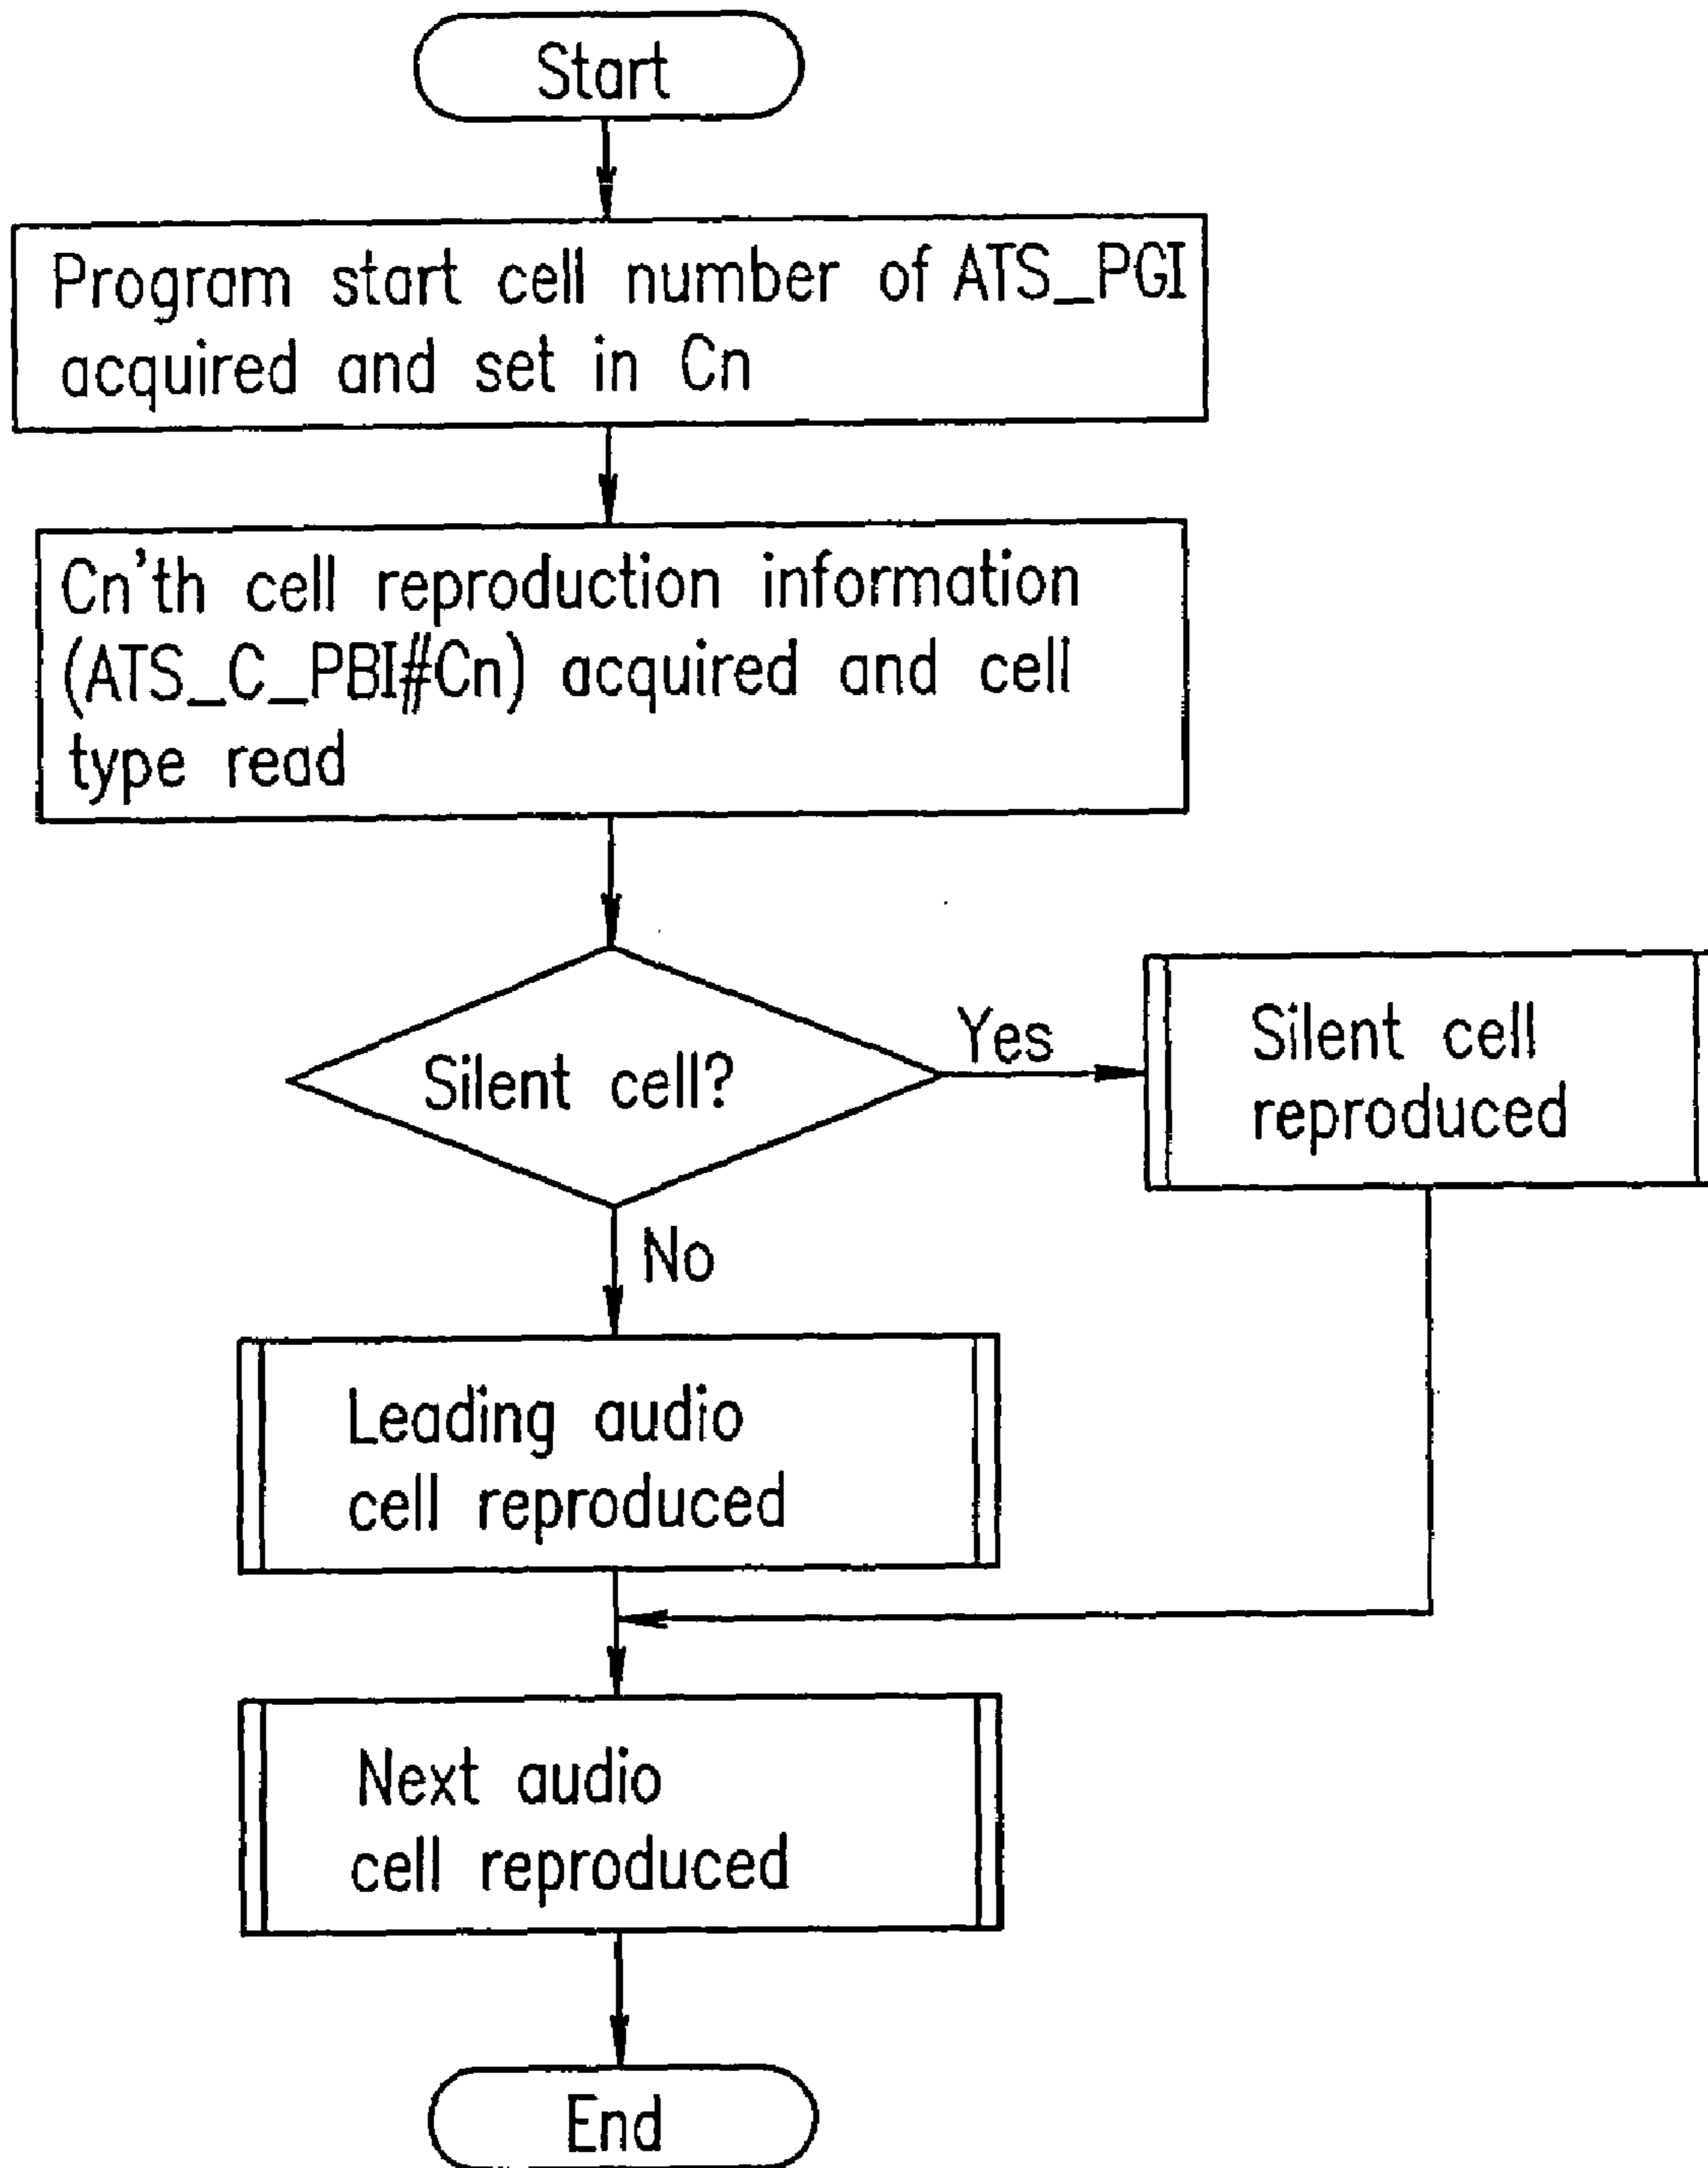 Start
Program start cell number of ATS_PGI
acquired and set in Cn
Cn'th cell reproduction information
(ATS_C_PBI#Cn) acquired and cell
type read
Silent cell?
Yes
Silent cell
reproduced
No
Leading audio
cell reproduced
Next audio
cell reproduced
End